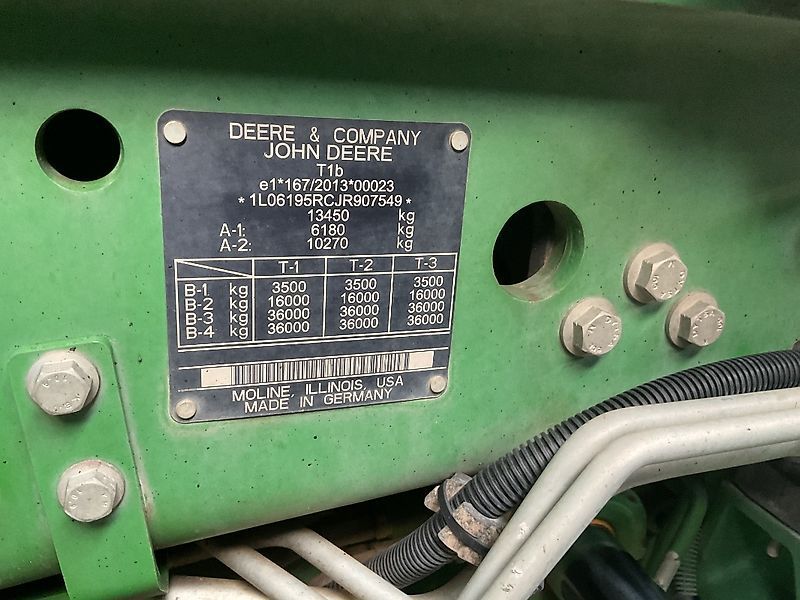 DEERE & COMPANY
JOHN DEERE
T1b
e1*167/2013*00023
*1L06195RCJR907549*
13450 kg
A-1: 6180 kg
A-2: 10270 kg
T-1 T-2 T-3
B-1 kg 3500 3500 3500
B-2 kg 16000 16000 16000
B-3 kg 36000 36000 36000
B-4 kg 36000 36000 36000
MOLINE, ILLINOIS, USA
MADE IN GERMANY